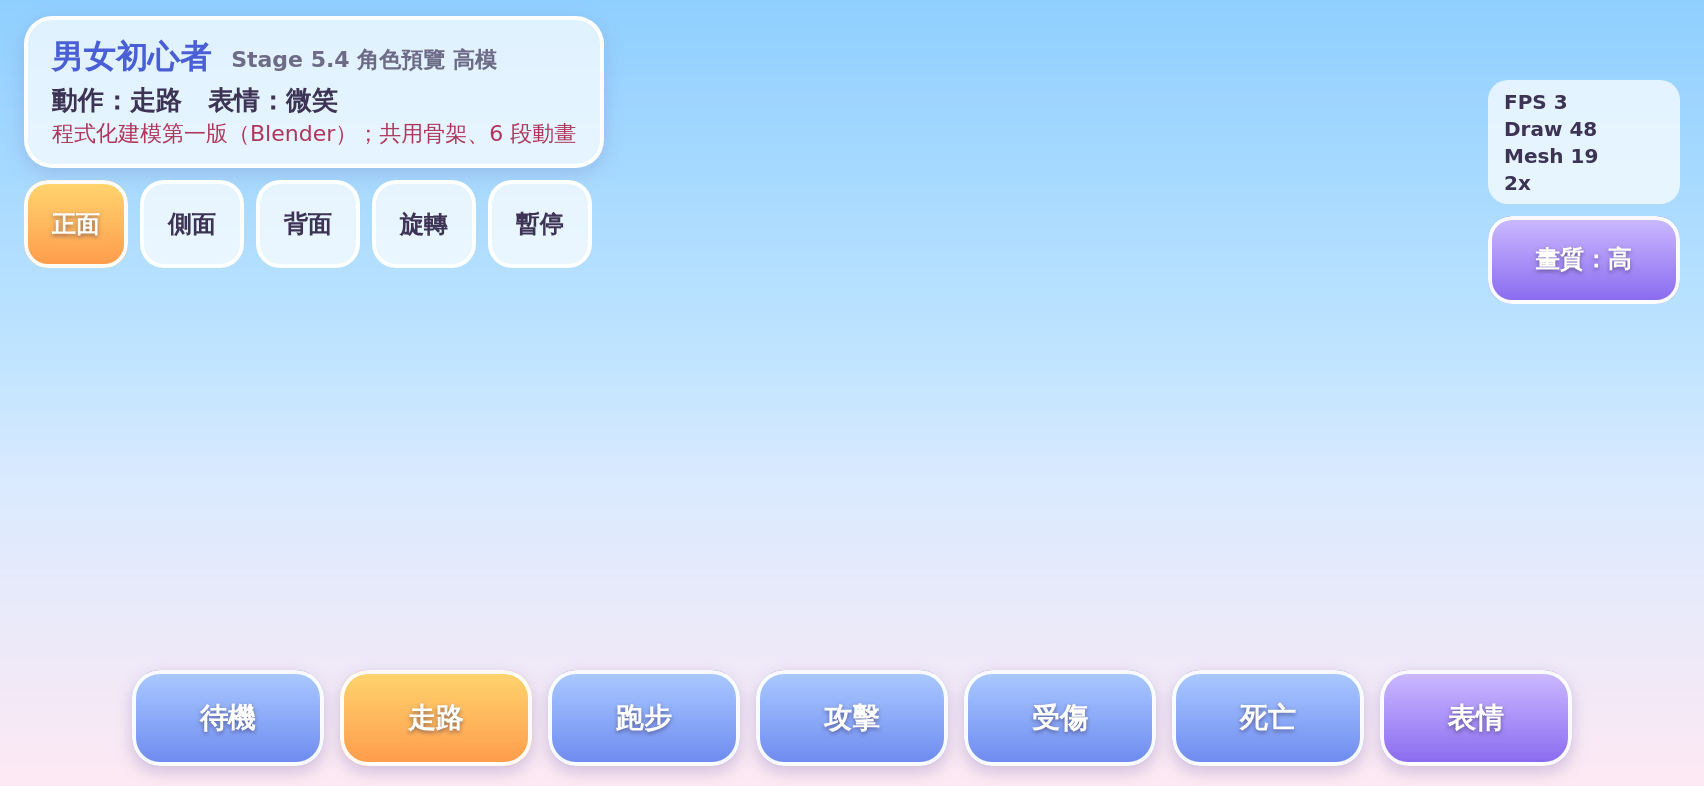 男女初心者 Stage 5.4 角色預覽 高模
動作：走路　表情：微笑
程式化建模第一版（Blender）；共用骨架、6 段動畫
正面
側面
背面
旋轉
暫停
FPS 3
Draw 48
Mesh 19
2x
畫質：高
待機
走路
跑步
攻擊
受傷
死亡
表情